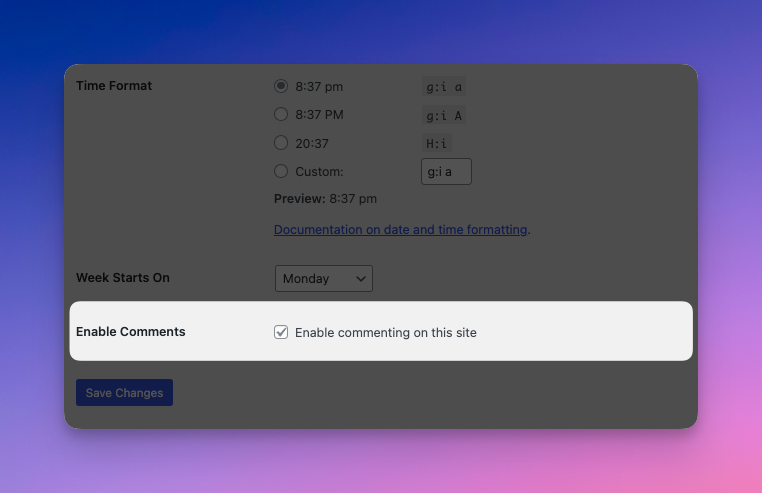 Time Format
8:37 pm g:i a
8:37 PM g:i A
20:37 H:i
Custom: g:i a
Preview: 8:37 pm
Documentation on date and time formatting.
Week Starts On Monday
Enable Comments Enable commenting on this site
Save Changes